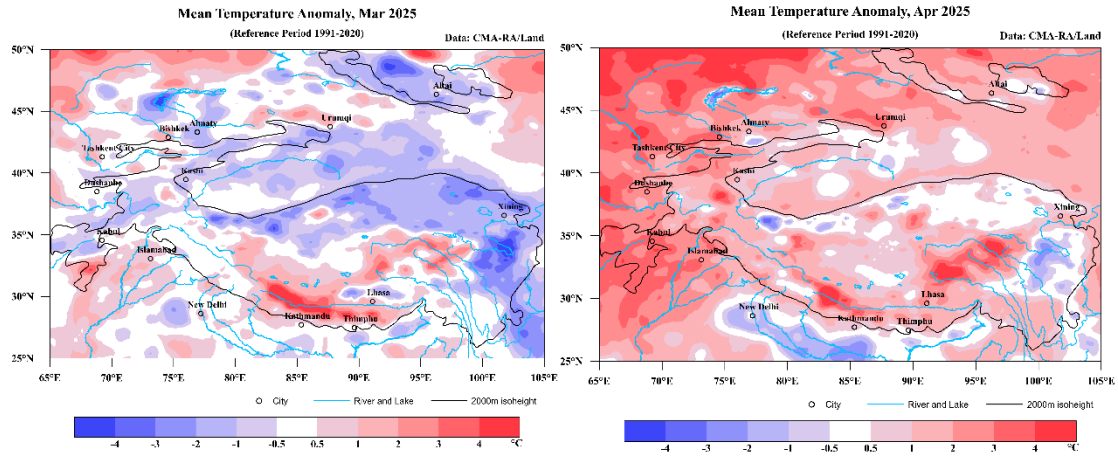 Mean Temperature Anomaly, Mar 2025
(Reference Period 1991-2020)
Data: CMA-RA/Land
50°N
45°N
40°N
35°N
30°N
25°N
Altai
Urumqi
Almaty
Bishkek
Tashkent City
Kashi
Dushanbe
Xining
Kabul
Islamabad
Lhasa
New Delhi
Kathmandu
Thimphu
65°E 70°E 75°E 80°E 85°E 90°E 95°E 100°E 105°E
City River and Lake 2000m isoheight
-4 -3 -2 -1 -0.5 0.5 1 2 3 4 °C
Mean Temperature Anomaly, Apr 2025
(Reference Period 1991-2020)
Data: CMA-RA/Land
50°N
45°N
40°N
35°N
30°N
25°N
Altai
Urumqi
Almaty
Bishkek
Tashkent City
Kashi
Dushanbe
Xining
Kabul
Islamabad
Lhasa
New Delhi
Kathmandu
Thimphu
65°E 70°E 75°E 80°E 85°E 90°E 95°E 100°E 105°E
City River and Lake 2000m isoheight
-4 -3 -2 -1 -0.5 0.5 1 2 3 4 °C